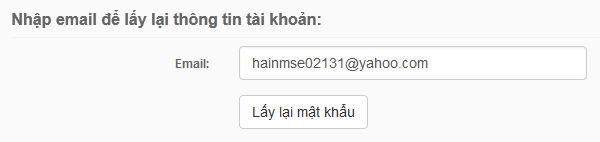 Nhập email để lấy lại thông tin tài khoản:
Email: hainmse02131@yahoo.com
Lấy lại mật khẩu